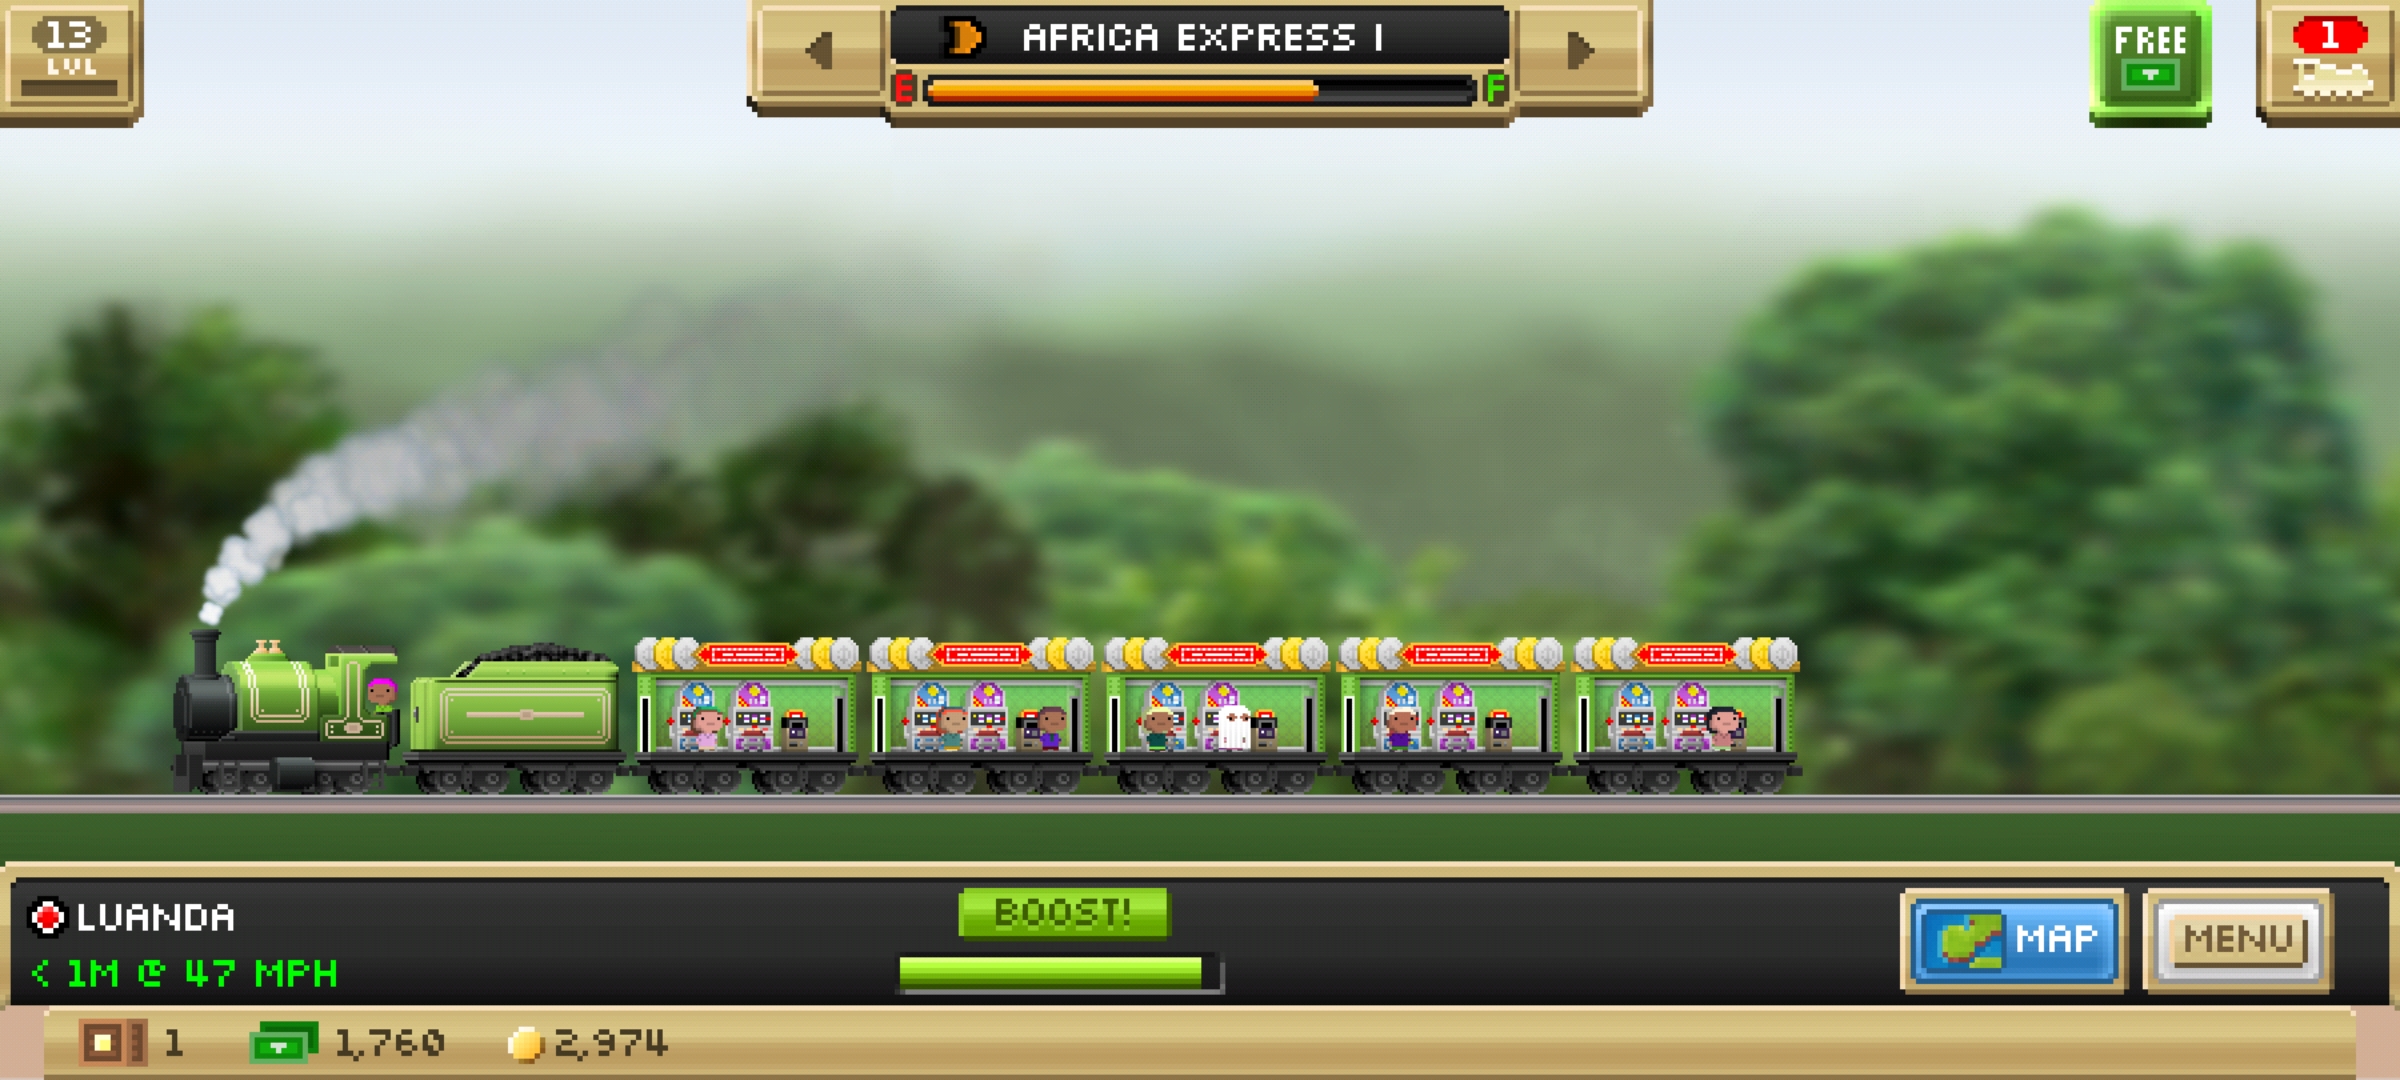 13
LVL
AFRICA EXPRESS I
E
F
FREE
1
LUANDA
BOOST!
< 1M @ 47 MPH
MAP
MENU
1
1,760
2,974